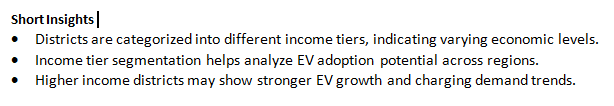 Short Insights
• Districts are categorized into different income tiers, indicating varying economic levels.
• Income tier segmentation helps analyze EV adoption potential across regions.
• Higher income districts may show stronger EV growth and charging demand trends.